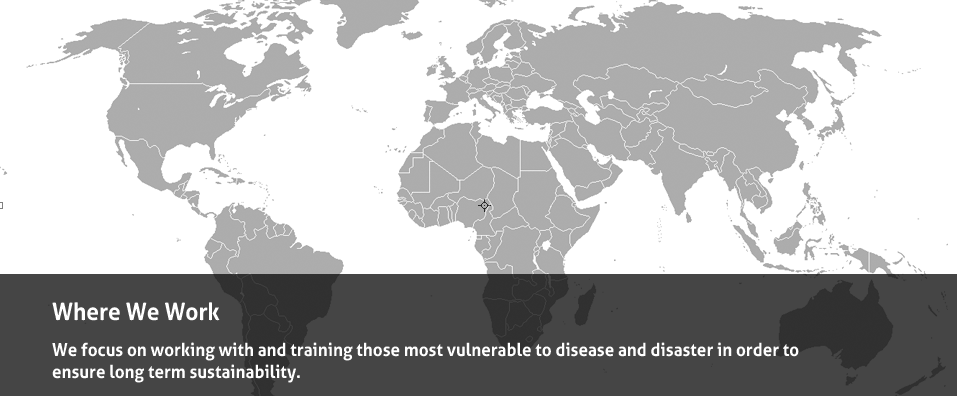 Where We Work
We focus on working with and training those most vulnerable to disease and disaster in order to
ensure long term sustainability.